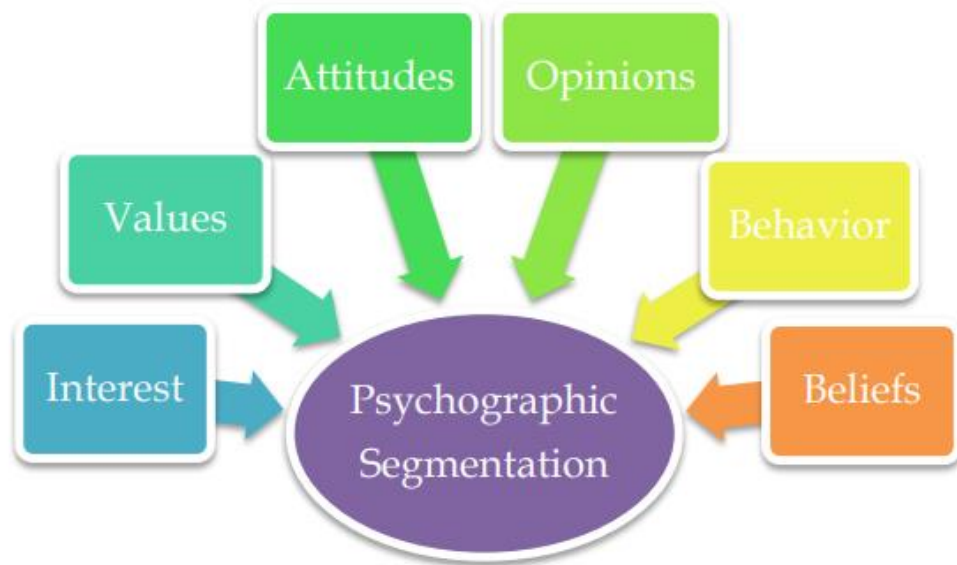 Attitudes
Opinions
Values
Behavior
Interest
Beliefs
Psychographic
Segmentation